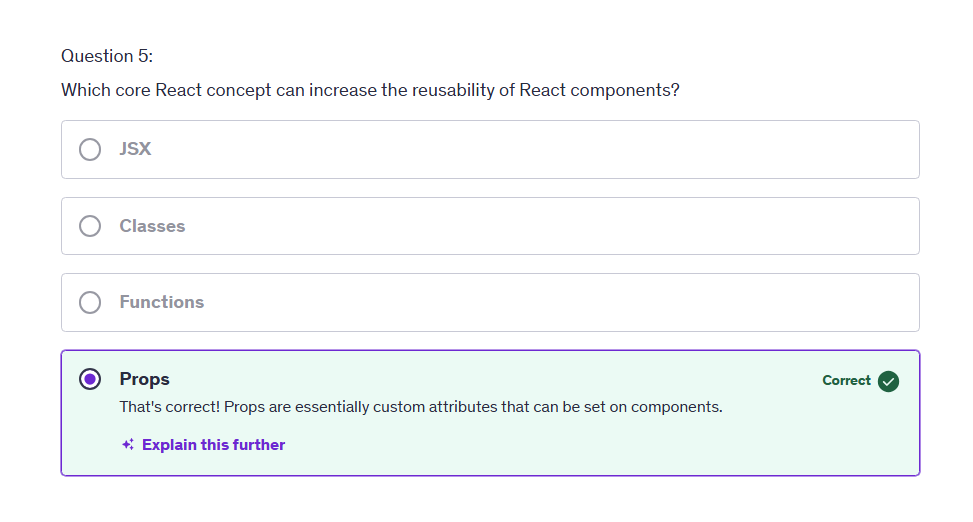 Question 5:
Which core React concept can increase the reusability of React components?
JSX
Classes
Functions
Props
Correct
That's correct! Props are essentially custom attributes that can be set on components.
Explain this further